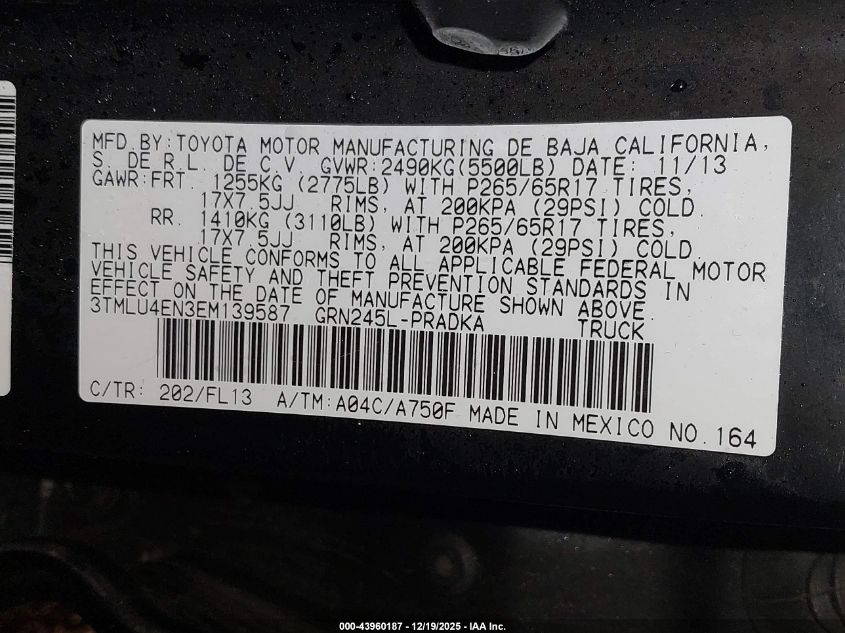 MFD.BY:TOYOTA MOTOR MANUFACTURING DE BAJA CALIFORNIA,
S. DE R.L. DE C.V. GVWR:2490KG(5500LB) DATE: 11/13
GAWR:FRT. 1255KG (2775LB) WITH P265/65R17 TIRES,
17X7.5JJ RIMS, AT 200KPA (29PSI) COLD.
RR. 1410KG (3110LB) WITH P265/65R17 TIRES,
17X7.5JJ RIMS, AT 200KPA (29PSI) COLD.
THIS VEHICLE CONFORMS TO ALL APPLICABLE FEDERAL MOTOR
VEHICLE SAFETY AND THEFT PREVENTION STANDARDS IN
EFFECT ON THE DATE OF MANUFACTURE SHOWN ABOVE.
3TMLU4EN3EM139587 GRN245L-PRADKA TRUCK
C/TR: 202/FL13 A/TM:A04C/A750F MADE IN MEXICO NO.164
000-43960187 - 12/19/2025 - IAA Inc.